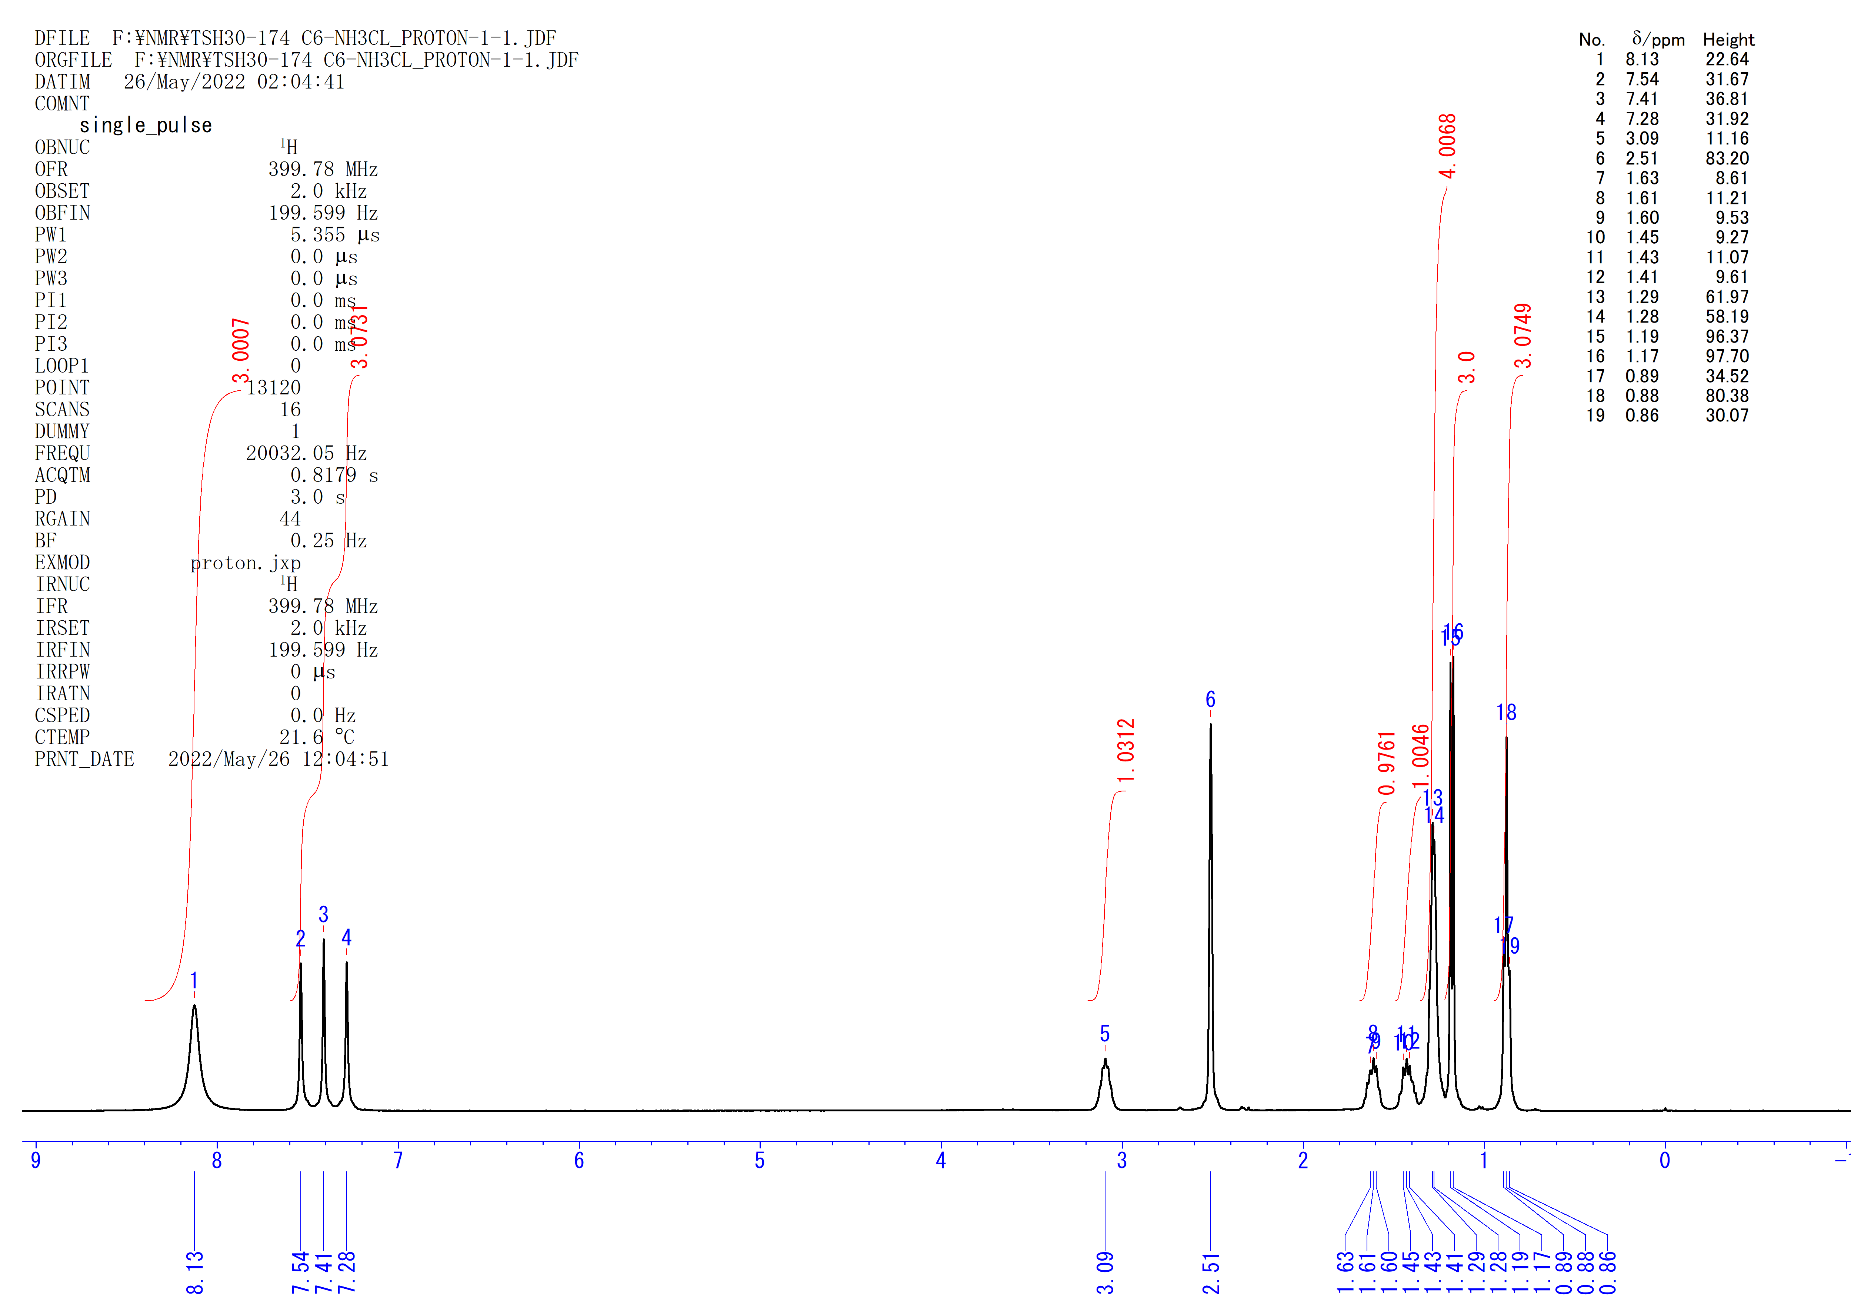 DFILE F:¥NMR¥TSH30-174 C6-NH3CL_PROTON-1-1.JDF
ORGFILE F:¥NMR¥TSH30-174 C6-NH3CL_PROTON-1-1.JDF
DATIM 26/May/2022 02:04:41
COMNT
single_pulse
OBNUC 1H
OFR 399.78 MHz
OBSET 2.0 kHz
OBFIN 199.599 Hz
PW1 5.355 μs
PW2 0.0 μs
PW3 0.0 μs
PI1 0.0 ms
PI2 0.0 ms
PI3 0.0 ms
LOOP1 0
POINT 13120
SCANS 16
DUMMY 1
FREQU 20032.05 Hz
ACQTM 0.8179 s
PD 3.0 s
RGAIN 44
BF 0.25 Hz
EXMOD proton.jxp
IRNUC 1H
IFR 399.78 MHz
IRSET 2.0 kHz
IRFIN 199.599 Hz
IRRPW 0 μs
IRATN 0
CSPED 0.0 Hz
CTEMP 21.6 °C
PRNT_DATE 2022/May/26 12:04:51
No. δ/ppm Height
1 8.13 22.64
2 7.54 31.67
3 7.41 36.81
4 7.28 31.92
5 3.09 11.16
6 2.51 83.20
7 1.63 8.61
8 1.61 11.21
9 1.60 9.53
10 1.45 9.27
11 1.43 11.07
12 1.41 9.61
13 1.29 61.97
14 1.28 58.19
15 1.19 96.37
16 1.17 97.70
17 0.89 34.52
18 0.88 80.38
19 0.86 30.07
3.0007
3.0731
1.0312
0.9761
1.0046
4.0068
3.0
3.0749
1
2
3
4
5
6
7
8
9
10
11
12
13
14
15
16
17
18
19
9 8 7 6 5 4 3 2 1 0 -1
8.13
7.54
7.41
7.28
3.09
2.51
1.63
1.61
1.60
1.45
1.43
1.41
1.29
1.28
1.19
1.17
0.89
0.88
0.86